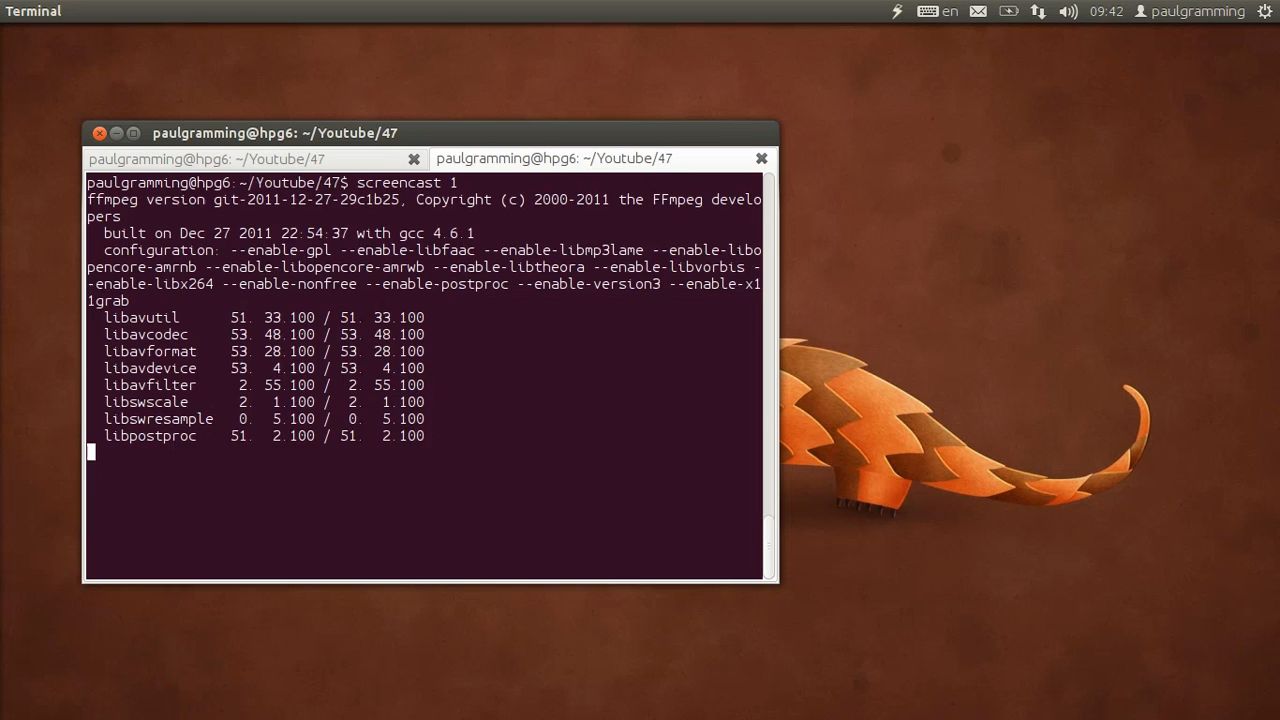 Terminal
en
09:42
paulgramming
paulgramming@hpg6: ~/Youtube/47
paulgramming@hpg6: ~/Youtube/47
paulgramming@hpg6: ~/Youtube/47
paulgramming@hpg6:~/Youtube/47$ screencast 1
ffmpeg version git-2011-12-27-29c1b25, Copyright (c) 2000-2011 the FFmpeg develo
pers
  built on Dec 27 2011 22:54:37 with gcc 4.6.1
  configuration: --enable-gpl --enable-libfaac --enable-libmp3lame --enable-libo
pencore-amrnb --enable-libopencore-amrwb --enable-libtheora --enable-libvorbis -
-enable-libx264 --enable-nonfree --enable-postproc --enable-version3 --enable-x1
1grab
  libavutil      51. 33.100 / 51. 33.100
  libavcodec     53. 48.100 / 53. 48.100
  libavformat    53. 28.100 / 53. 28.100
  libavdevice    53.  4.100 / 53.  4.100
  libavfilter     2. 55.100 /  2. 55.100
  libswscale      2.  1.100 /  2.  1.100
  libswresample   0.  5.100 /  0.  5.100
  libpostproc    51.  2.100 / 51.  2.100